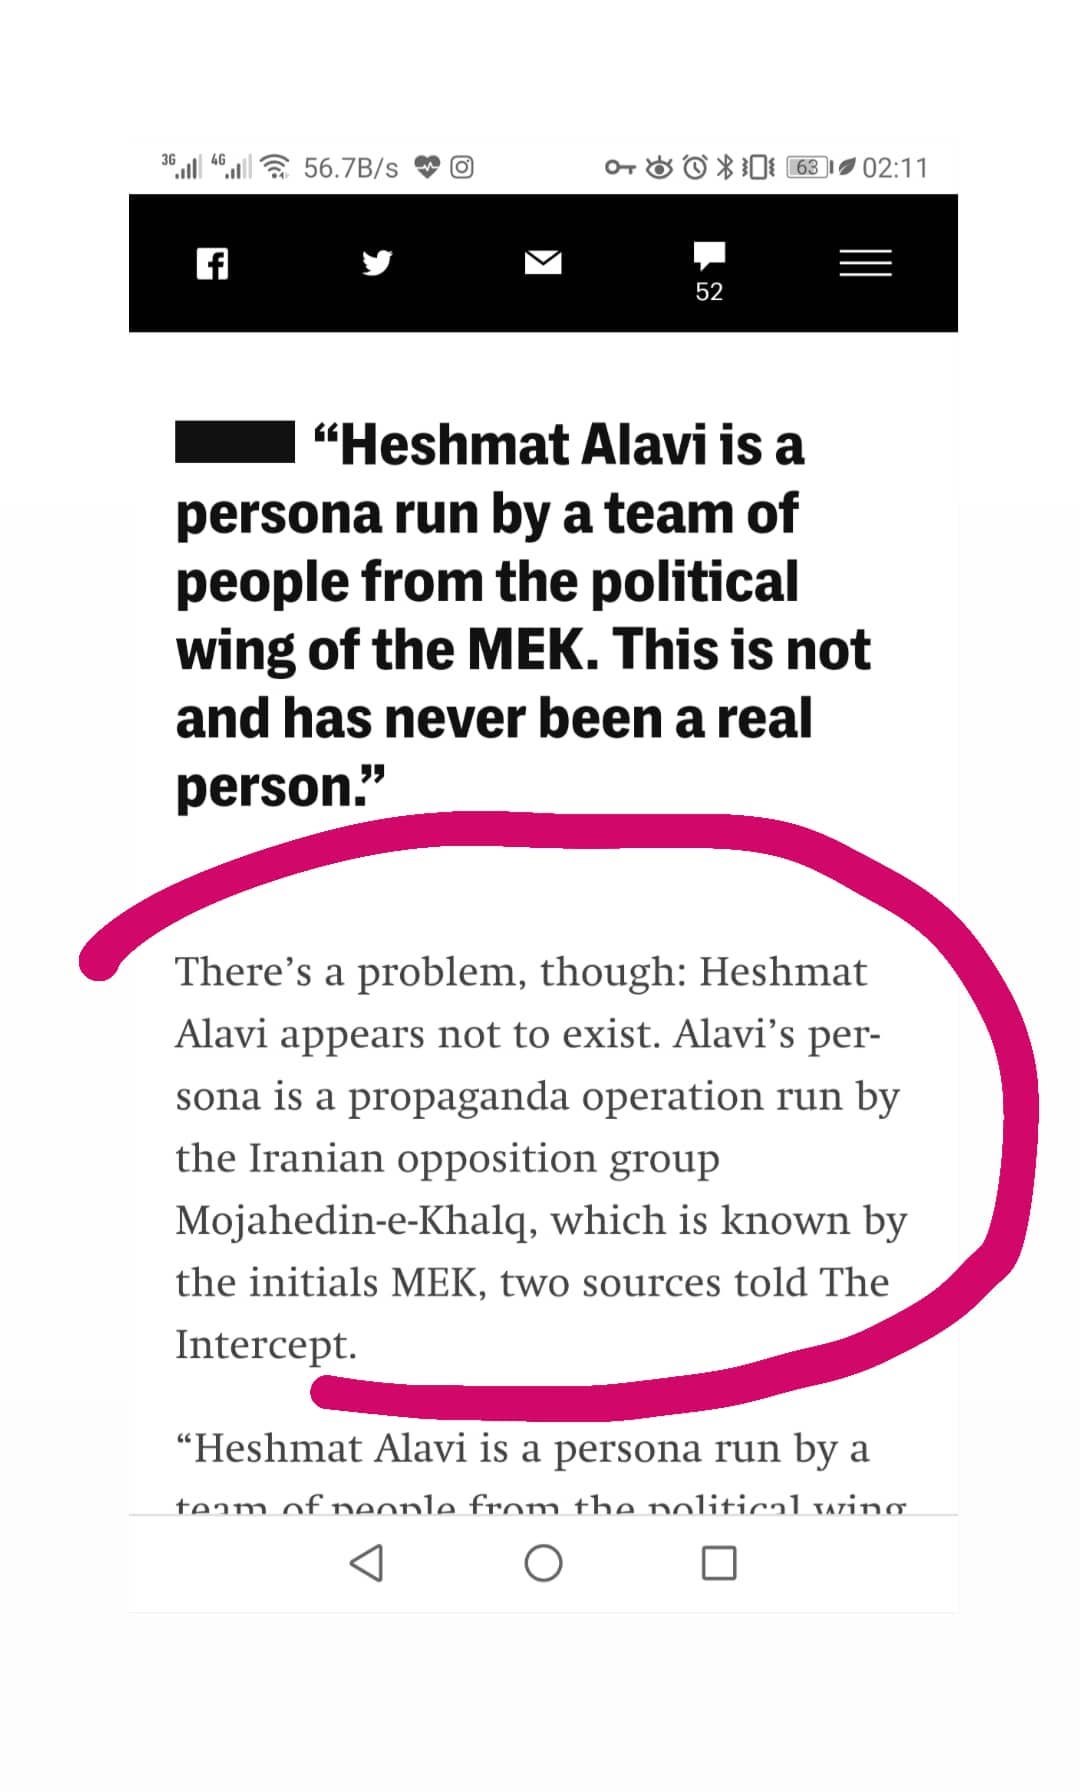 3G 4G 56.7B/s 63 02:11
52
“Heshmat Alavi is a
persona run by a team of
people from the political
wing of the MEK. This is not
and has never been a real
person.”
There’s a problem, though: Heshmat
Alavi appears not to exist. Alavi’s per-
sona is a propaganda operation run by
the Iranian opposition group
Mojahedin-e-Khalq, which is known by
the initials MEK, two sources told The
Intercept.
“Heshmat Alavi is a persona run by a
team of people from the political wing